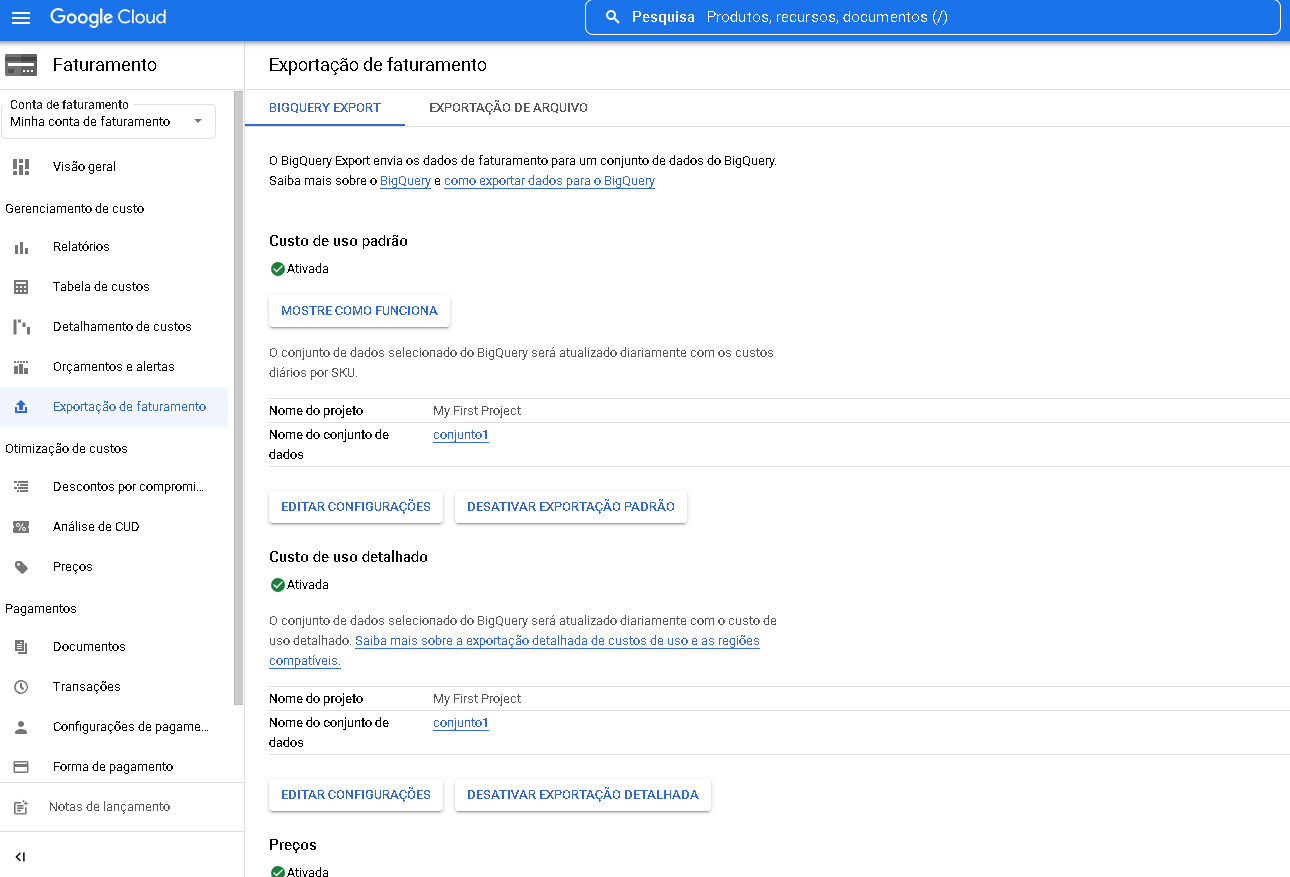 Google Cloud
Pesquisa Produtos, recursos, documentos (/)
Faturamento
Conta de faturamento
Minha conta de faturamento
Visão geral
Gerenciamento de custo
Relatórios
Tabela de custos
Detalhamento de custos
Orçamentos e alertas
Exportação de faturamento
Otimização de custos
Descontos por compromi...
Análise de CUD
Preços
Pagamentos
Documentos
Transações
Configurações de pagame...
Forma de pagamento
Notas de lançamento
Exportação de faturamento
BIGQUERY EXPORT
EXPORTAÇÃO DE ARQUIVO
O BigQuery Export envia os dados de faturamento para um conjunto de dados do BigQuery.
Saiba mais sobre o BigQuery e como exportar dados para o BigQuery
Custo de uso padrão
Ativada
MOSTRE COMO FUNCIONA
O conjunto de dados selecionado do BigQuery será atualizado diariamente com os custos
diários por SKU.
Nome do projeto My First Project
Nome do conjunto de conjunto1
dados
EDITAR CONFIGURAÇÕES DESATIVAR EXPORTAÇÃO PADRÃO
Custo de uso detalhado
Ativada
O conjunto de dados selecionado do BigQuery será atualizado diariamente com o custo de
uso detalhado. Saiba mais sobre a exportação detalhada de custos de uso e as regiões
compatíveis.
Nome do projeto My First Project
Nome do conjunto de conjunto1
dados
EDITAR CONFIGURAÇÕES DESATIVAR EXPORTAÇÃO DETALHADA
Preços
Ativada